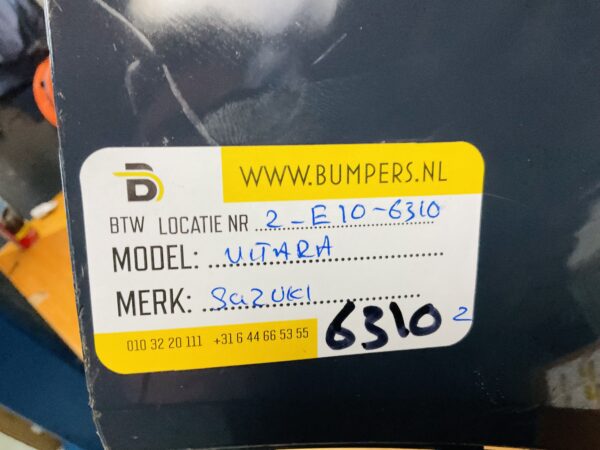 B
WWW.BUMPERS.NL
BTW LOCATIE NR 2-E10-6310
MODEL: VITARA
MERK: SUZUKI
010 32 20 111 +31 6 44 66 53 55
6310 2